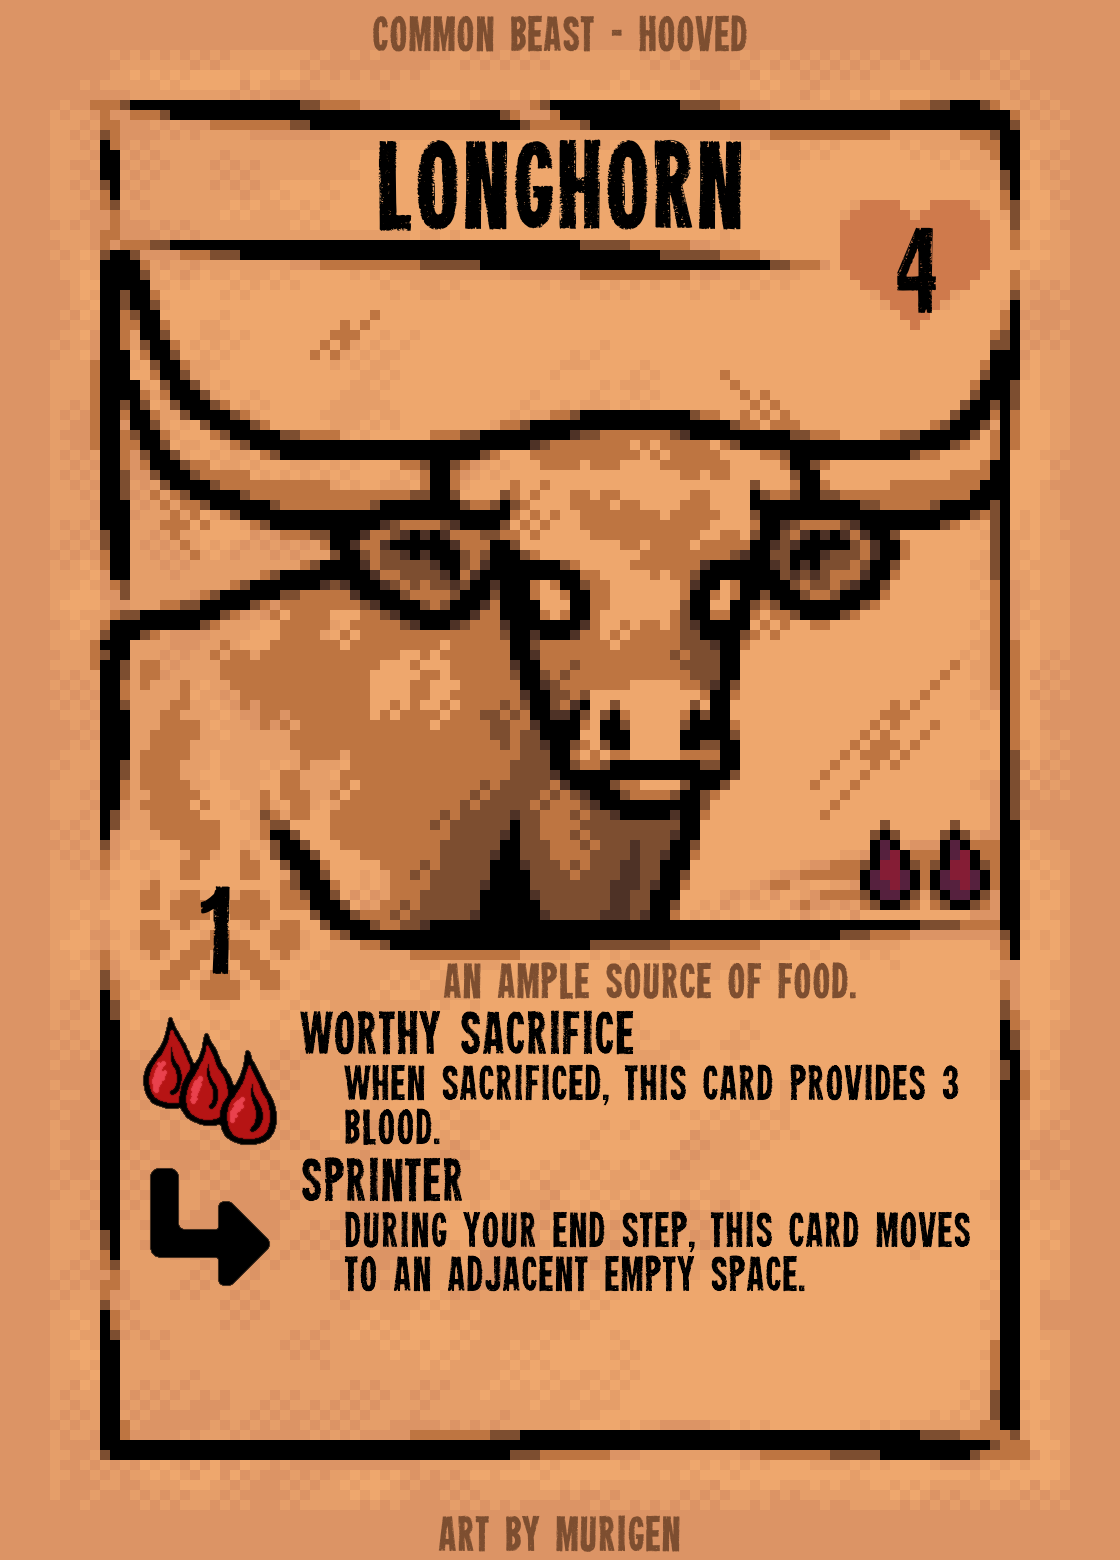 COMMON BEAST - HOOVED
LONGHORN
4
1
AN AMPLE SOURCE OF FOOD.
WORTHY SACRIFICE
WHEN SACRIFICED, THIS CARD PROVIDES 3
BLOOD.
SPRINTER
DURING YOUR END STEP, THIS CARD MOVES
TO AN ADJACENT EMPTY SPACE.
ART BY MURIGEN